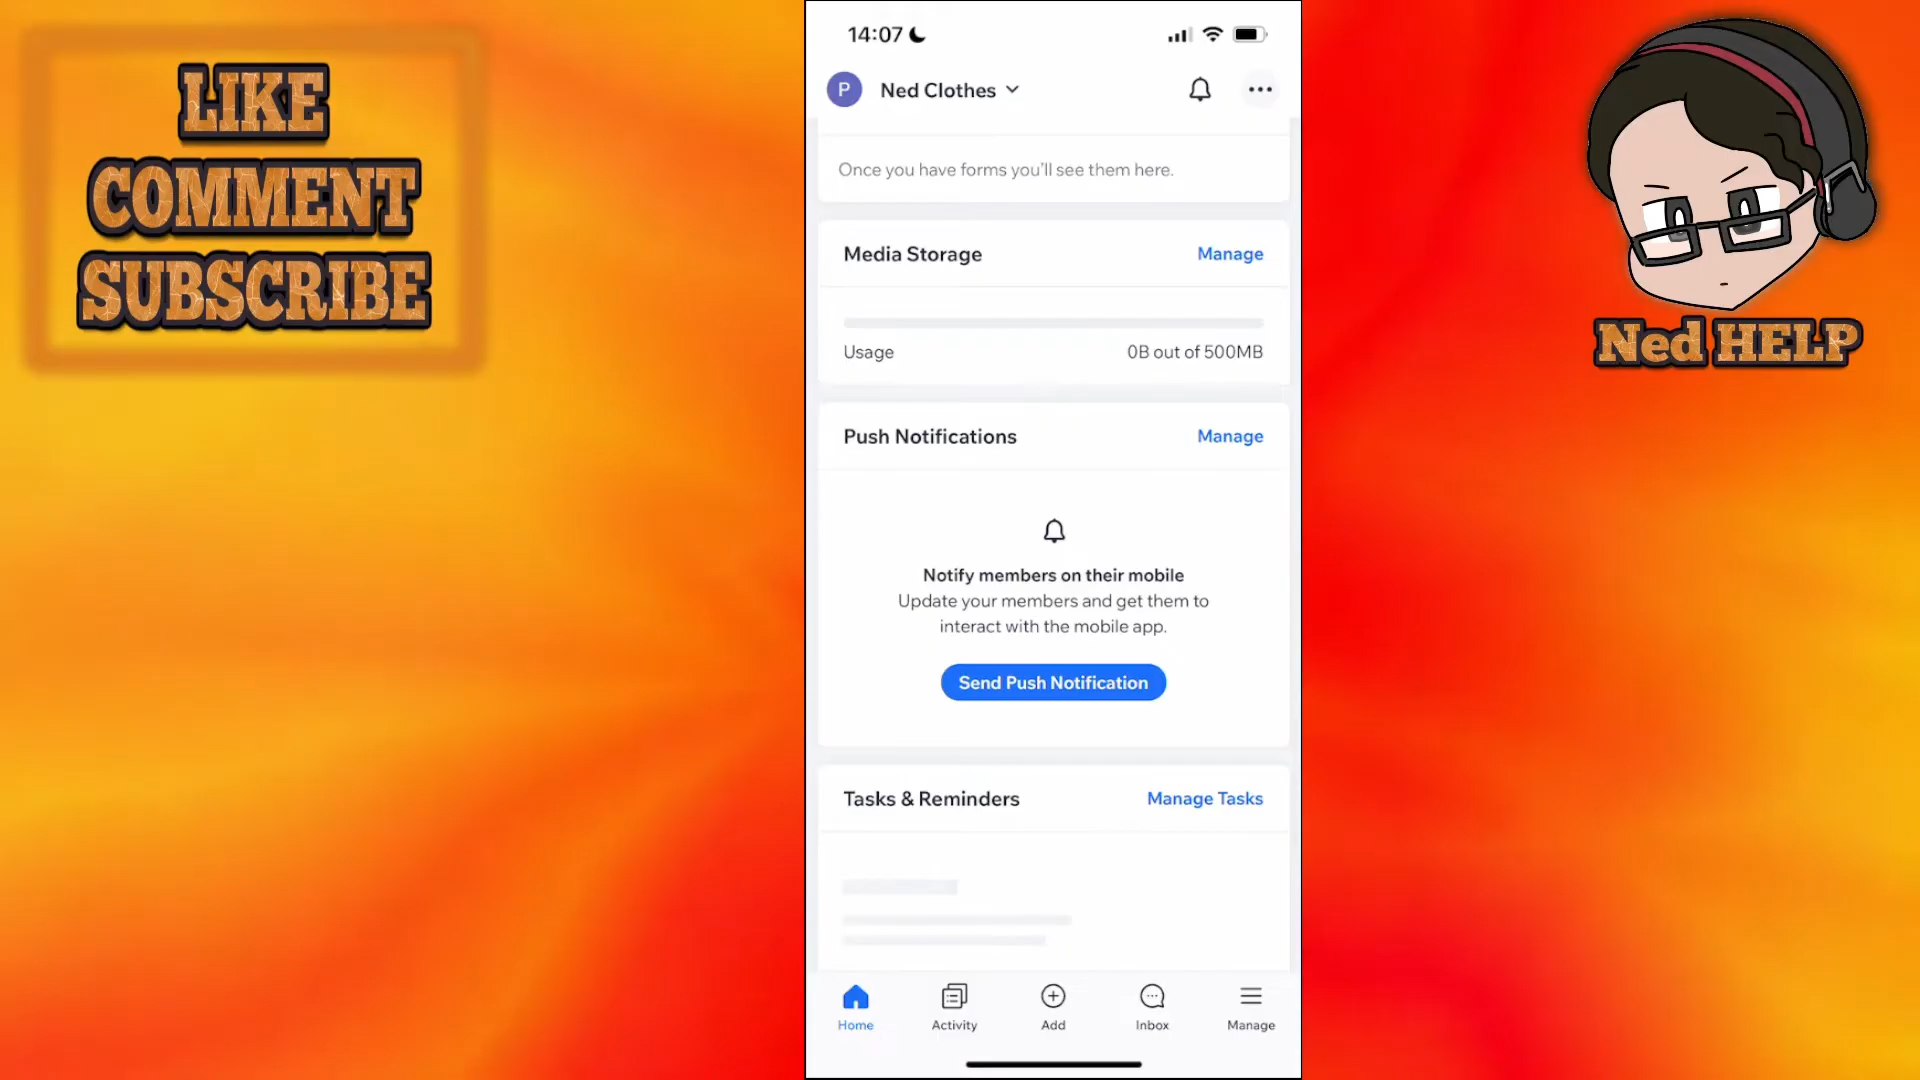 LIKE
COMMENT
SUBSCRIBE
14:07
P
Ned Clothes
Once you have forms you'll see them here.
Media Storage
Manage
Usage
0B out of 500MB
Push Notifications
Manage
Notify members on their mobile
Update your members and get them to
interact with the mobile app.
Send Push Notification
Tasks & Reminders
Manage Tasks
Home
Activity
Add
Inbox
Manage
Ned HELP